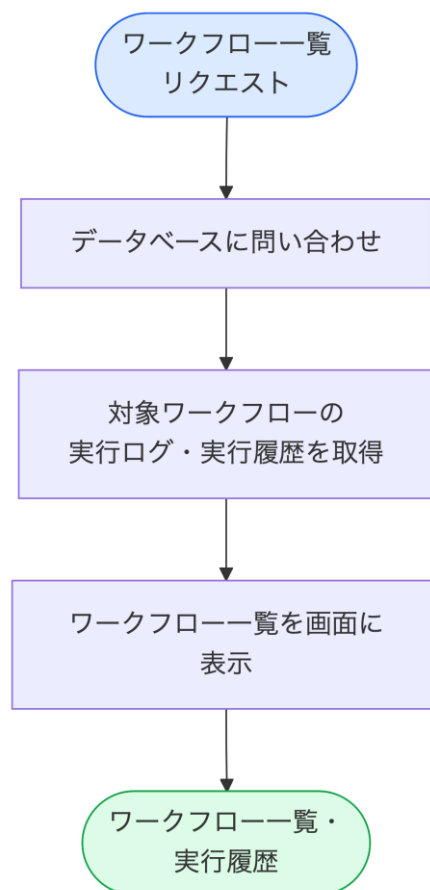 ワークフロー一覧
リクエスト
データベースに問い合わせ
対象ワークフローの
実行ログ・実行履歴を取得
ワークフロー一覧を画面に
表示
ワークフロー一覧・
実行履歴